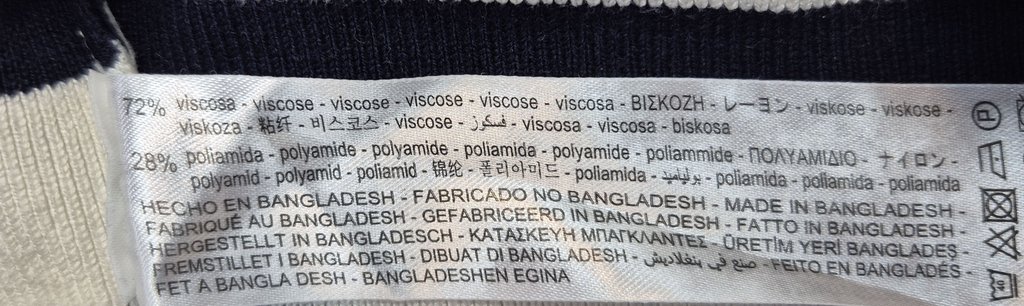 72% viscosa - viscose - viscose - viscose - viscose - viscosa - ΒΙΣΚΟΖΗ - レーヨン - viskose - viskose -
viskoza - 粘纤 - 비스코스 - viscose - فسكوز - viscosa - viscosa - biskosa
28% poliamida - polyamide - polyamide - polyamide - polyamide - poliammide - ΠΟΛΥΑΜΙΔΙΟ - ナイロン -
polyamid - polyamid - poliamid - 锦纶 - 폴리아미드 - poliamida - بوليأميد - poliamida - poliamida - poliamida
HECHO EN BANGLADESH - FABRICADO NO BANGLADESH - MADE IN BANGLADESH -
FABRIQUÉ AU BANGLADESH - GEFABRICEERD IN BANGLADESH - FATTO IN BANGLADESH -
HERGESTELLT IN BANGLADESCH - ΚΑΤΑΣΚΕΥΗ ΜΠΑΓΚΛΑΝΤΕΣ - ÜRETİM YERİ BANGLADEŞ -
FREMSTILLET I BANGLADESH - DIBUAT DI BANGLADESH - صنع في بنغلاديش - FEITO EN BANGLADÉS -
FET A BANGLA DESH - BANGLADESHEN EGINA
P